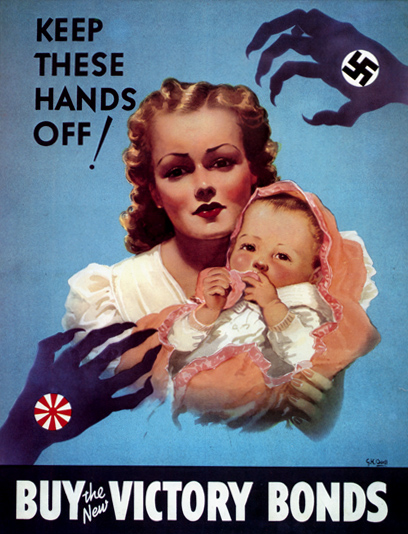 KEEP
THESE
HANDS
OFF!
BUY the New VICTORY BONDS